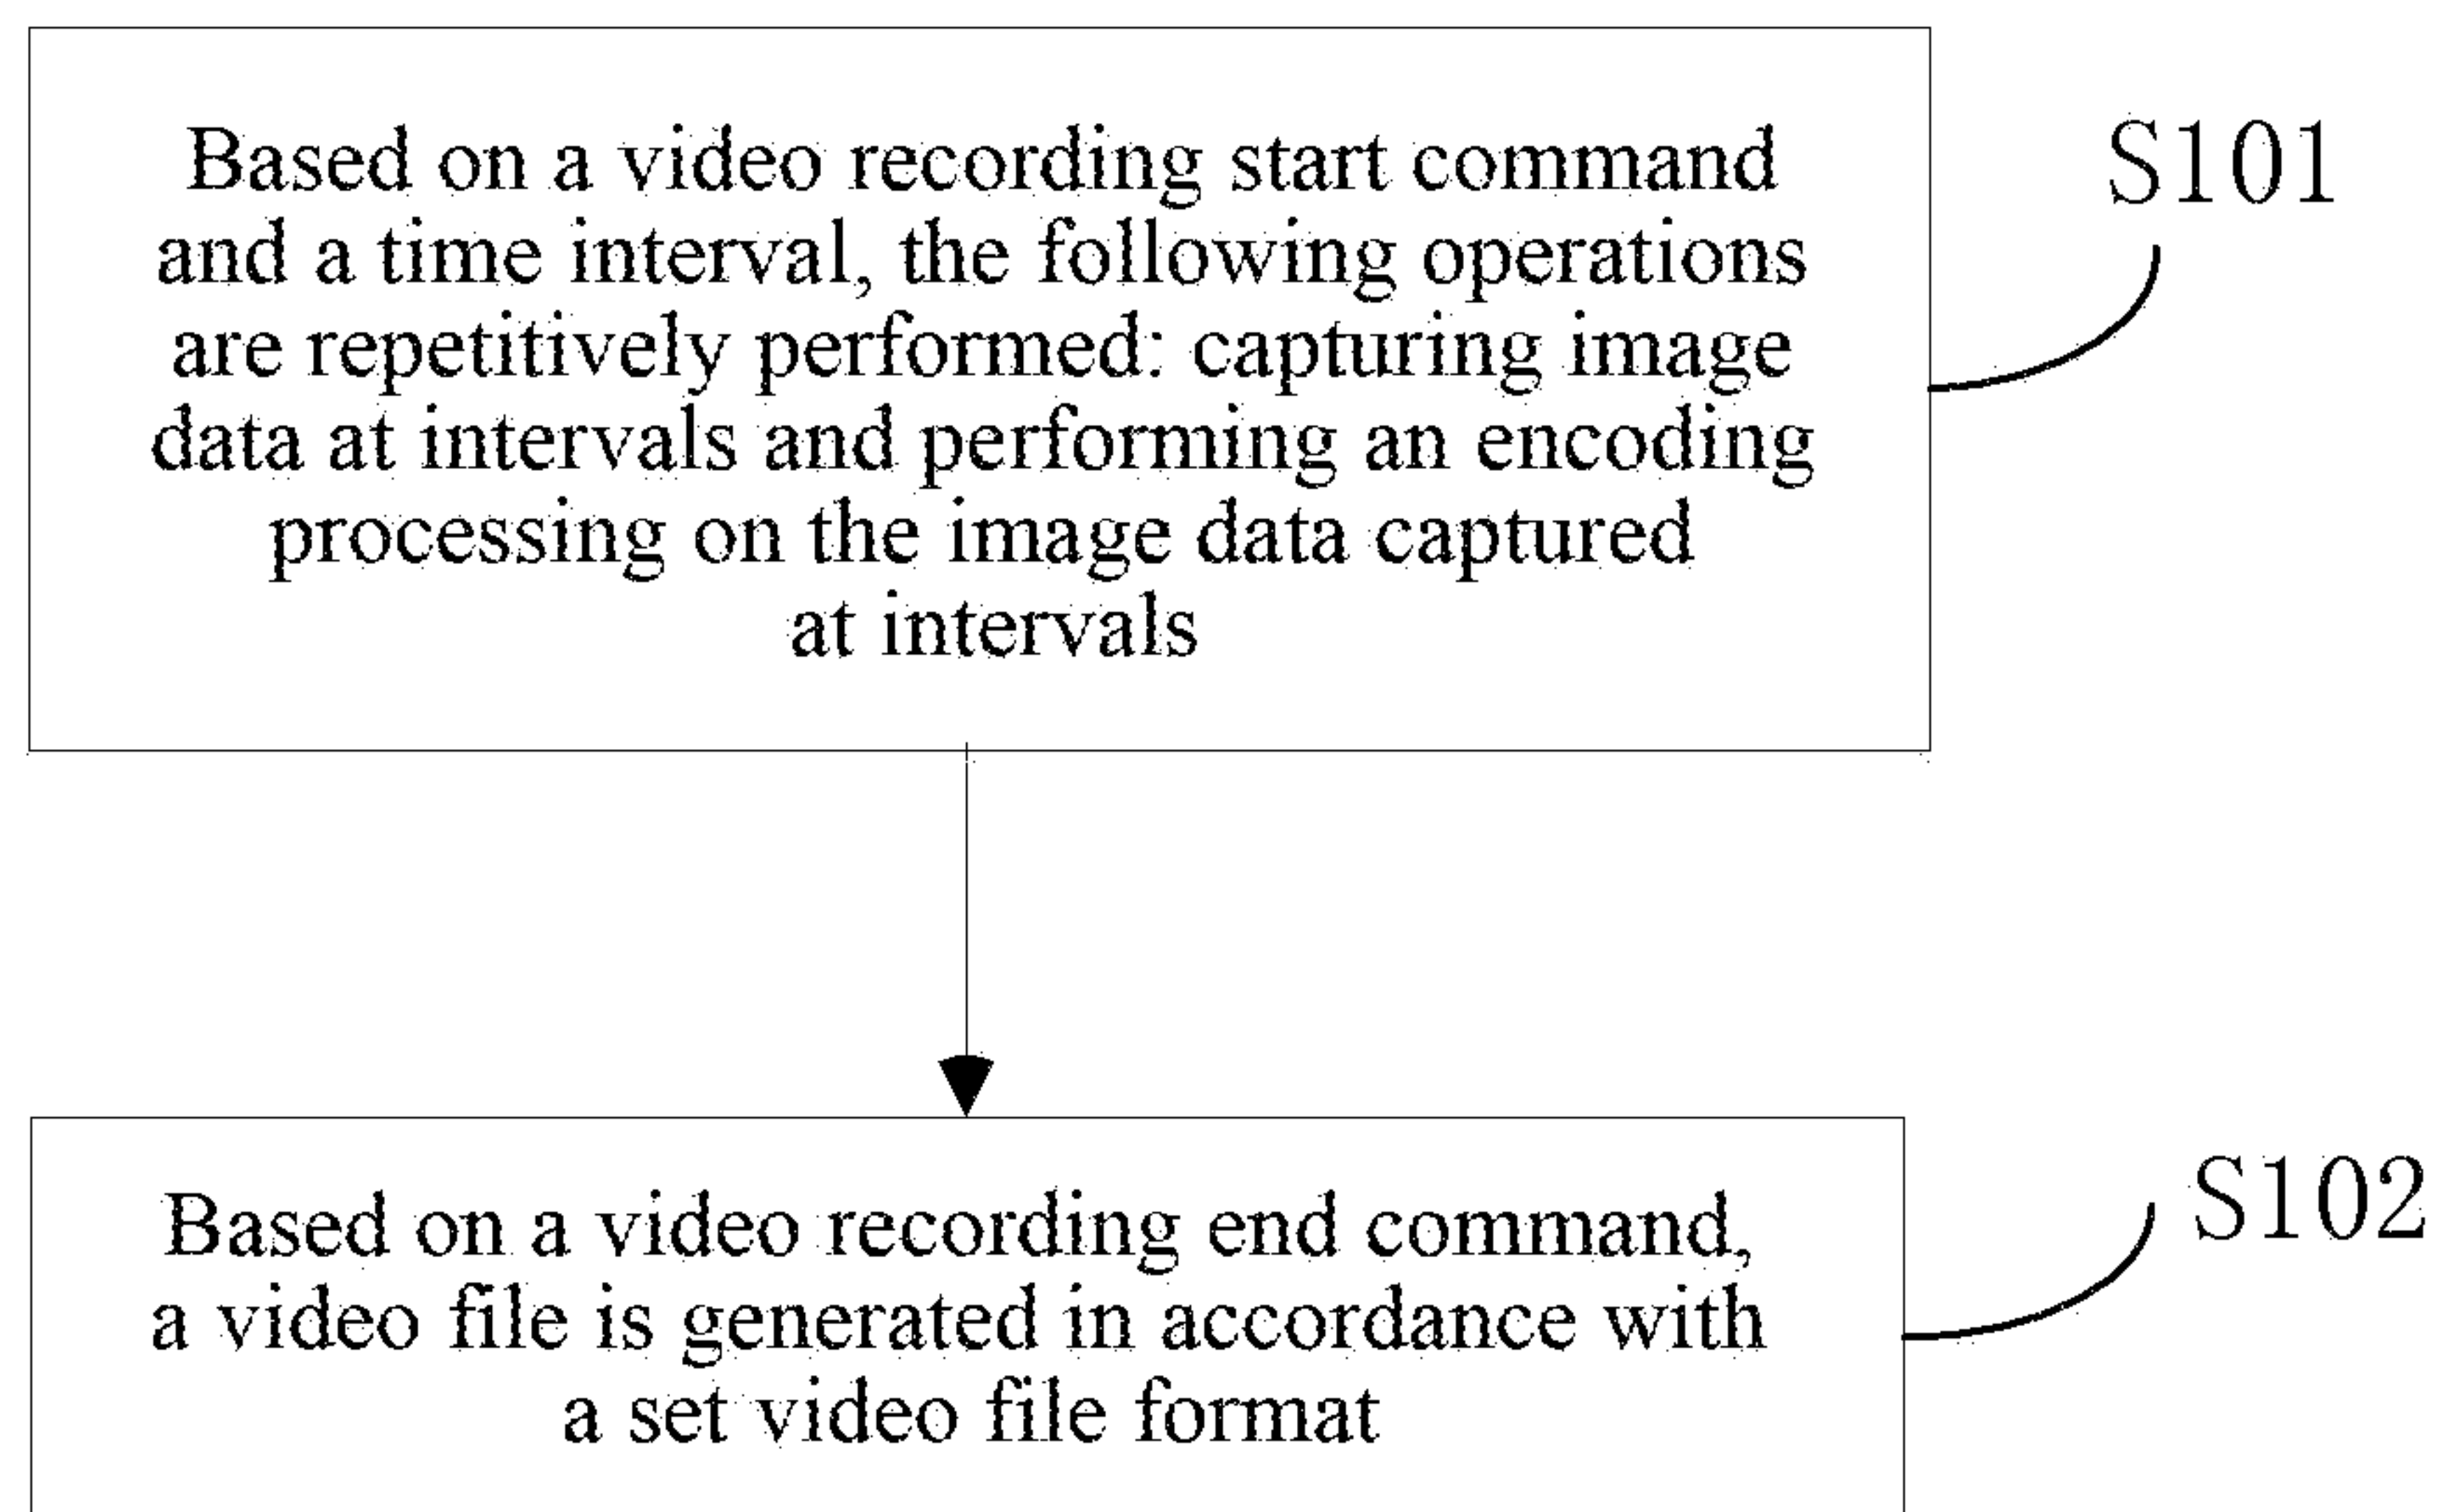 Based on a video recording start command
and a time interval, the following operations
are repetitively performed: capturing image
data at intervals and performing an encoding
processing on the image data captured
at intervals
S101
Based on a video recording end command,
a video file is generated in accordance with
a set video file format
S102